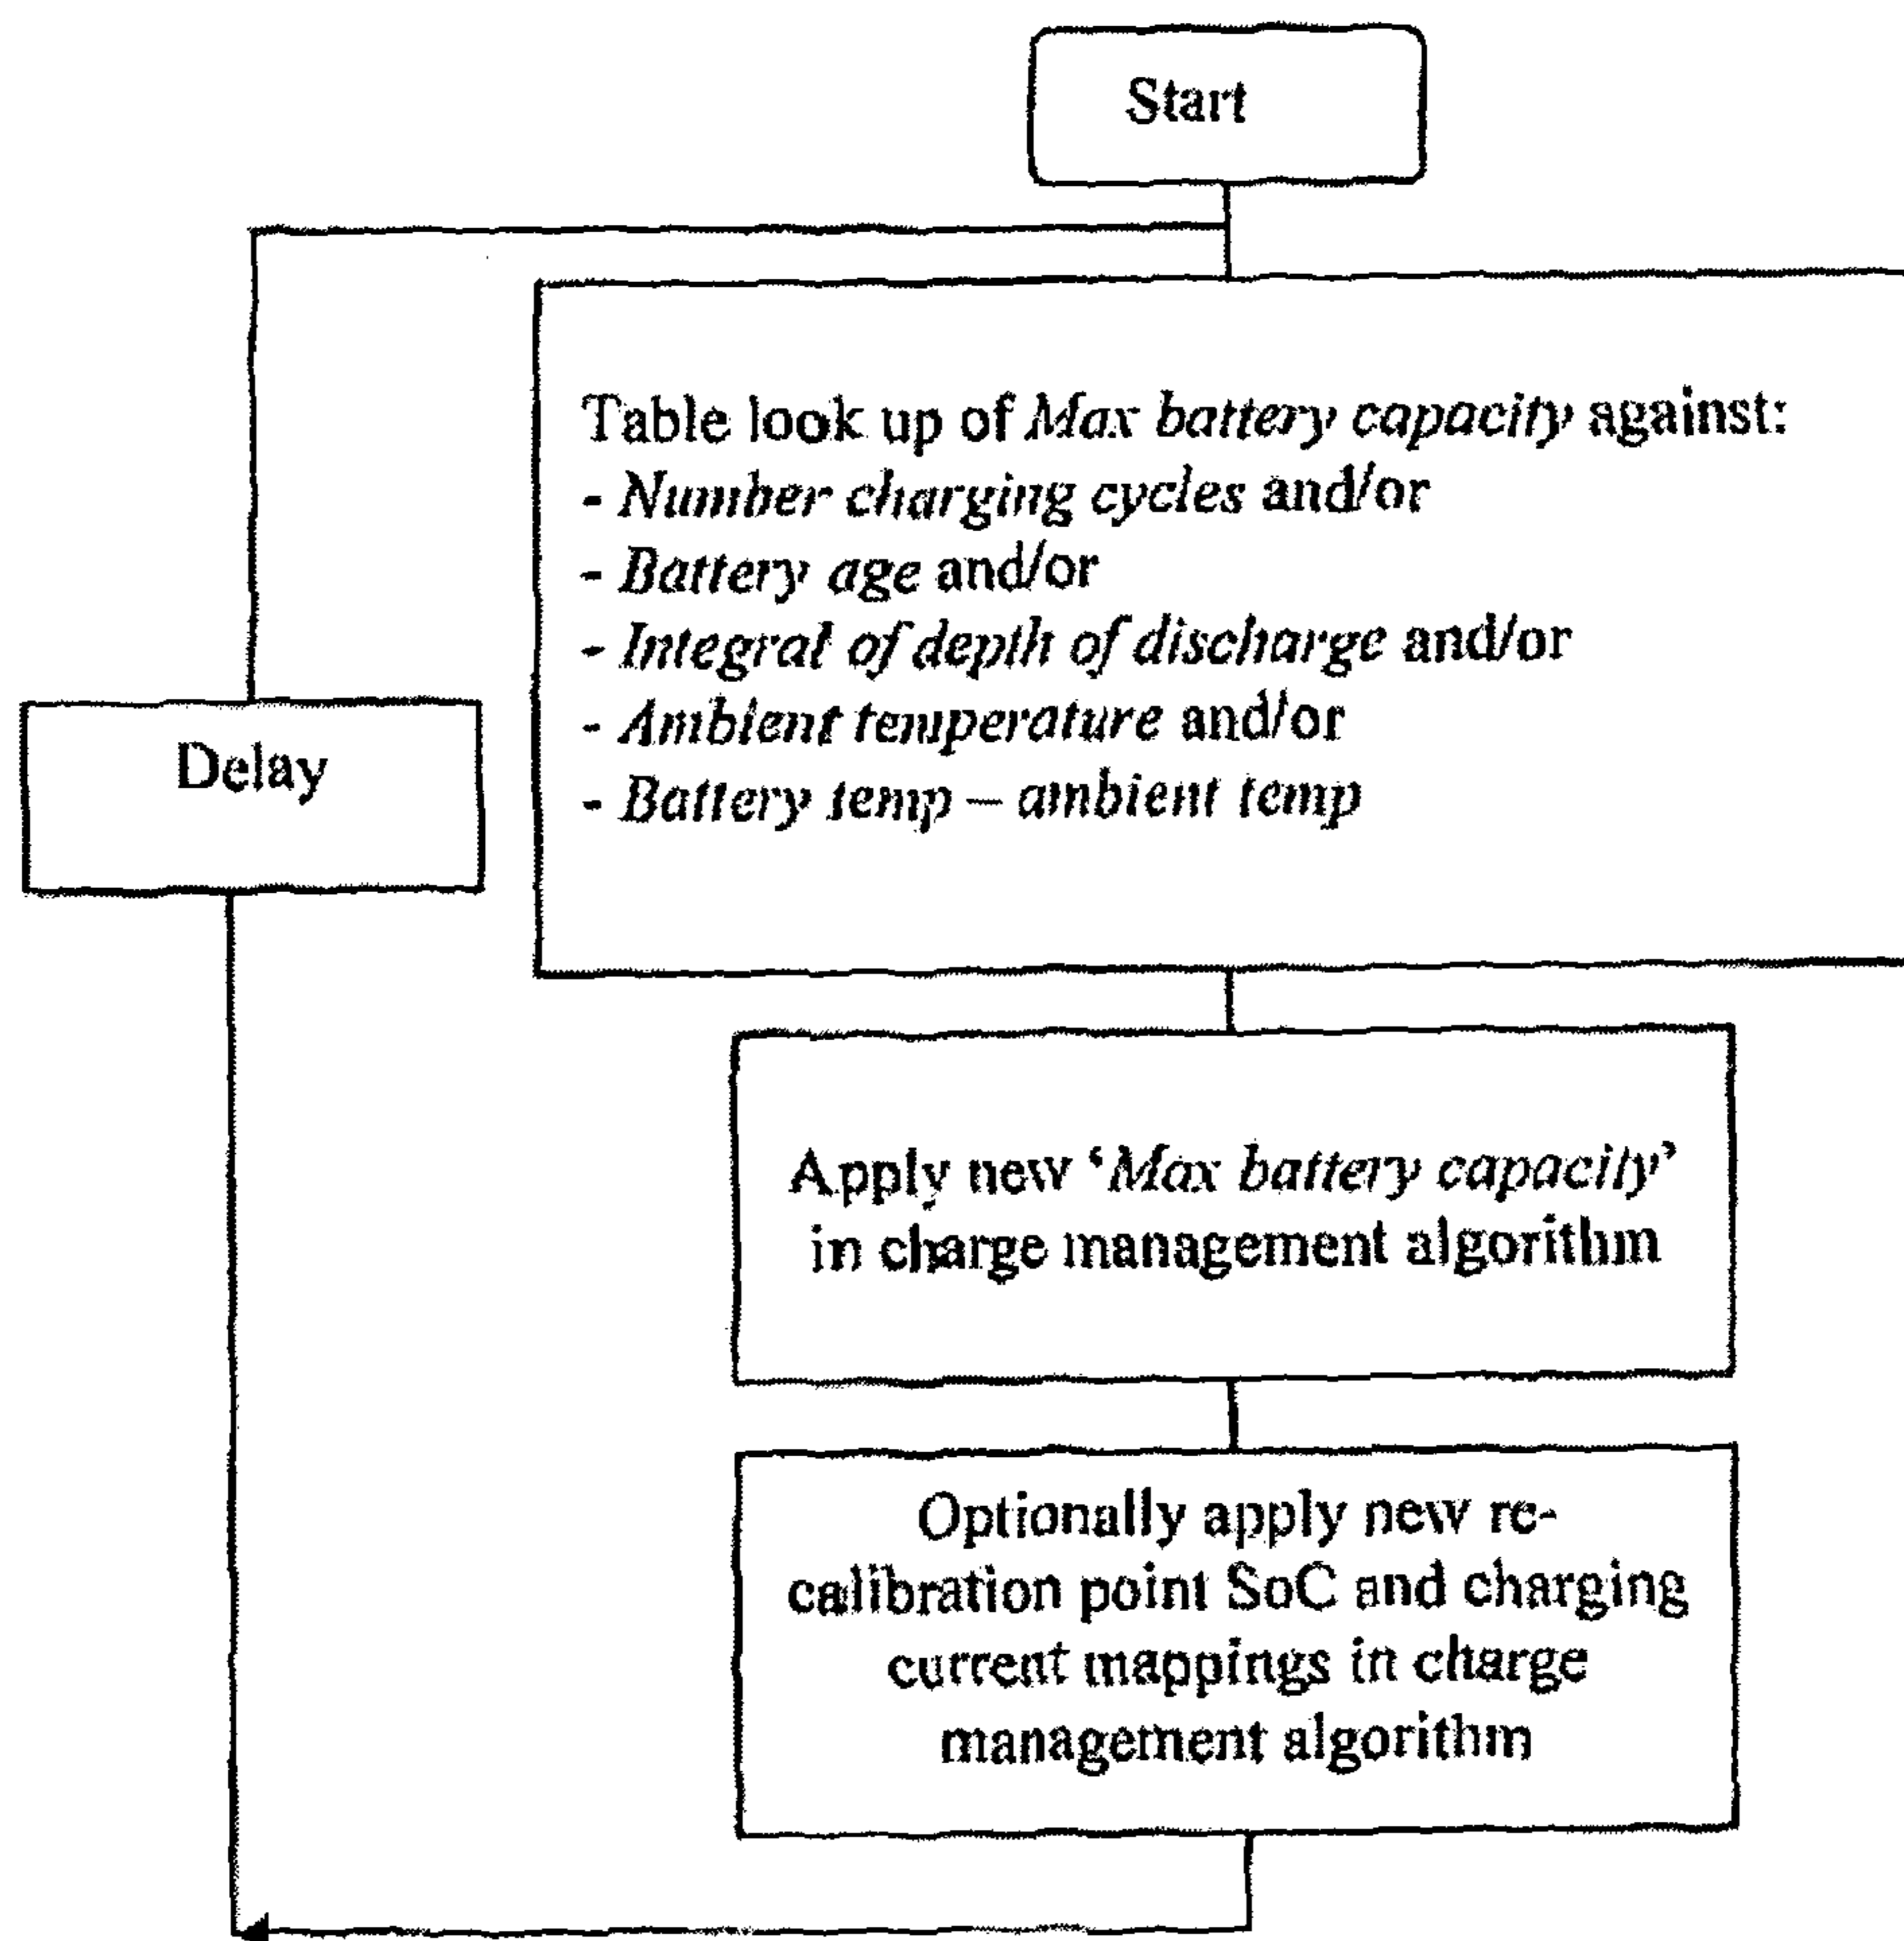 Start
Table look up of Max battery capacity against:
- Number charging cycles and/or
- Battery age and/or
- Integral of depth of discharge and/or
- Ambient temperature and/or
- Battery temp – ambient temp
Delay
Apply new ‘Max battery capacity’
in charge management algorithm
Optionally apply new re-
calibration point SoC and charging
current mappings in charge
management algorithm